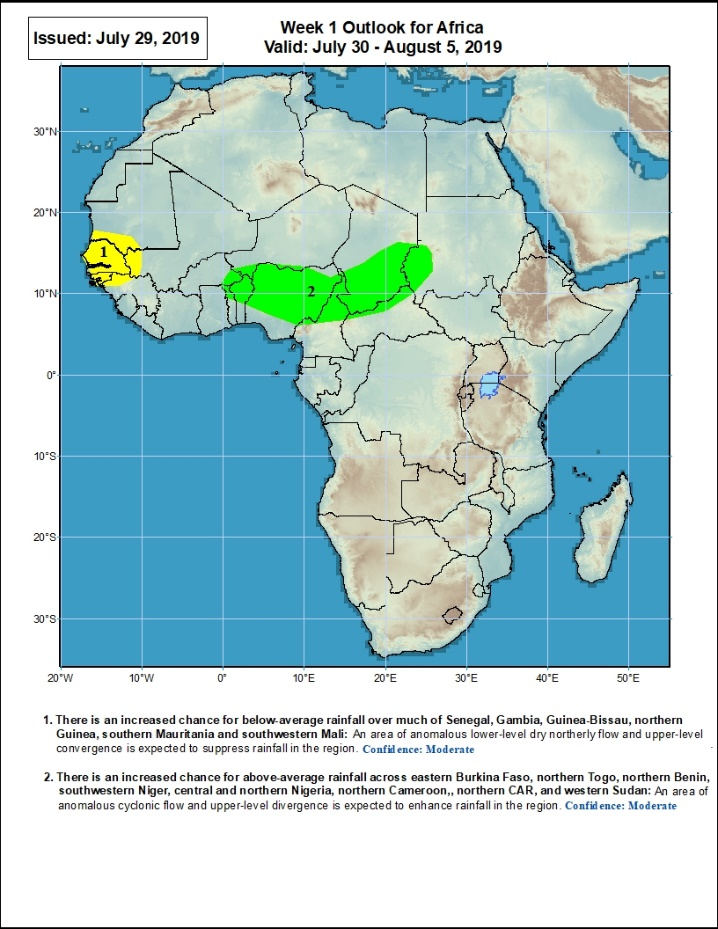 Issued: July 29, 2019
Week 1 Outlook for Africa
Valid: July 30 - August 5, 2019
30°N
20°N
10°N
0°
10°S
20°S
30°S
1
2
20°W 10°W 0° 10°E 20°E 30°E 40°E 50°E
1. There is an increased chance for below-average rainfall over much of Senegal, Gambia, Guinea-Bissau, northern
Guinea, southern Mauritania and southwestern Mali: An area of anomalous lower-level dry northerly flow and upper-level
convergence is expected to suppress rainfall in the region. Confidence: Moderate
2. There is an increased chance for above-average rainfall across eastern Burkina Faso, northern Togo, northern Benin,
southwestern Niger, central and northern Nigeria, northern Cameroon,, northern CAR, and western Sudan: An area of
anomalous cyclonic flow and upper-level divergence is expected to enhance rainfall in the region. Confidence: Moderate